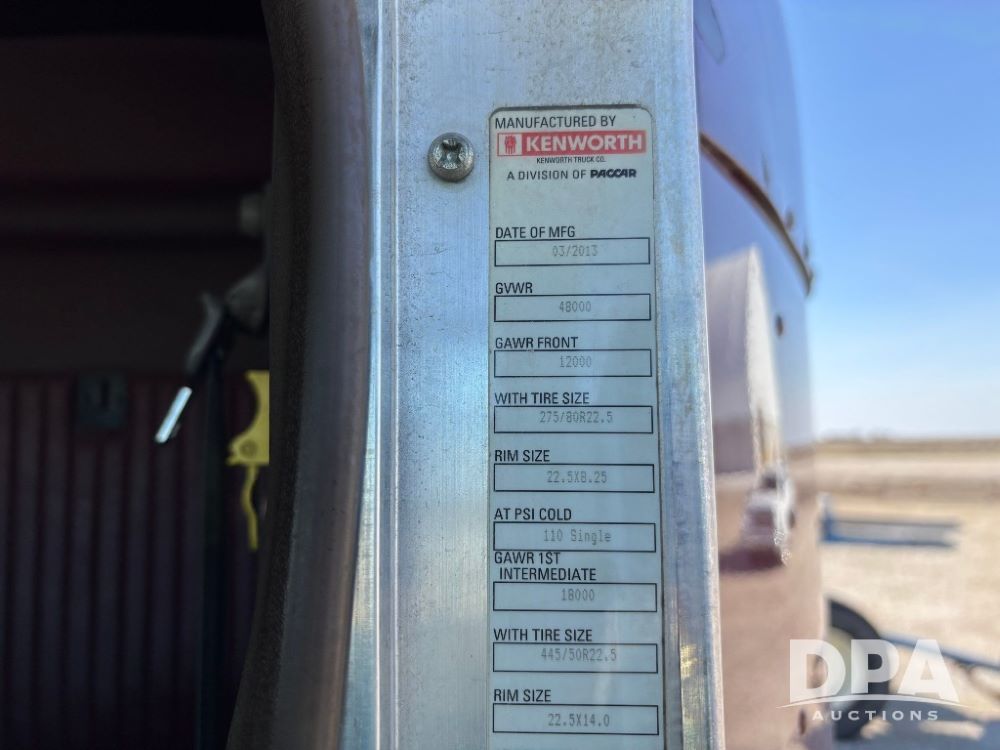 MANUFACTURED BY
KENWORTH
KENWORTH TRUCK CO.
A DIVISION OF PACCAR
DATE OF MFG
03/2013
GVWR
48000
GAWR FRONT
12000
WITH TIRE SIZE
275/80R22.5
RIM SIZE
22.5X8.25
AT PSI COLD
110 Single
GAWR 1ST
INTERMEDIATE
18000
WITH TIRE SIZE
445/50R22.5
RIM SIZE
22.5X14.0
DPA
AUCTIONS